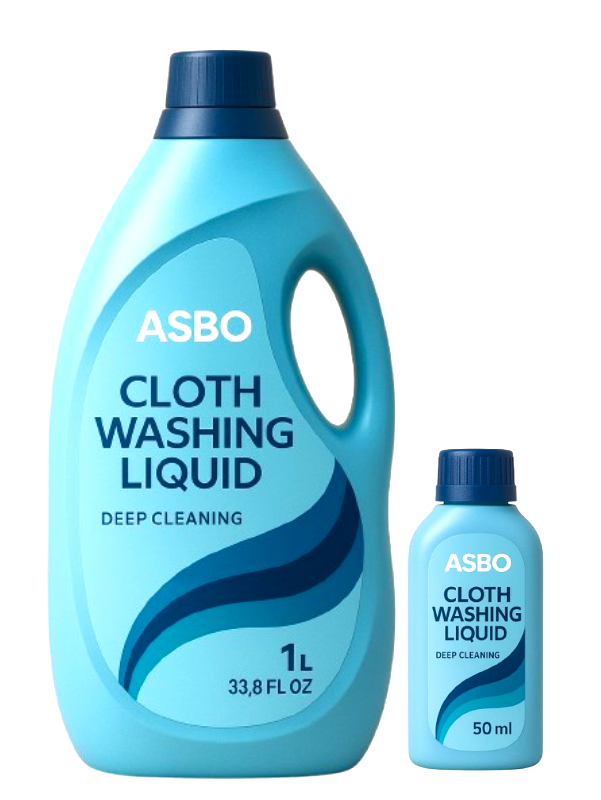 ASBO
CLOTH
WASHING
LIQUID
DEEP CLEANING
1L
33,8 FL OZ
ASBO
CLOTH
WASHING
LIQUID
DEEP CLEANING
50 ml